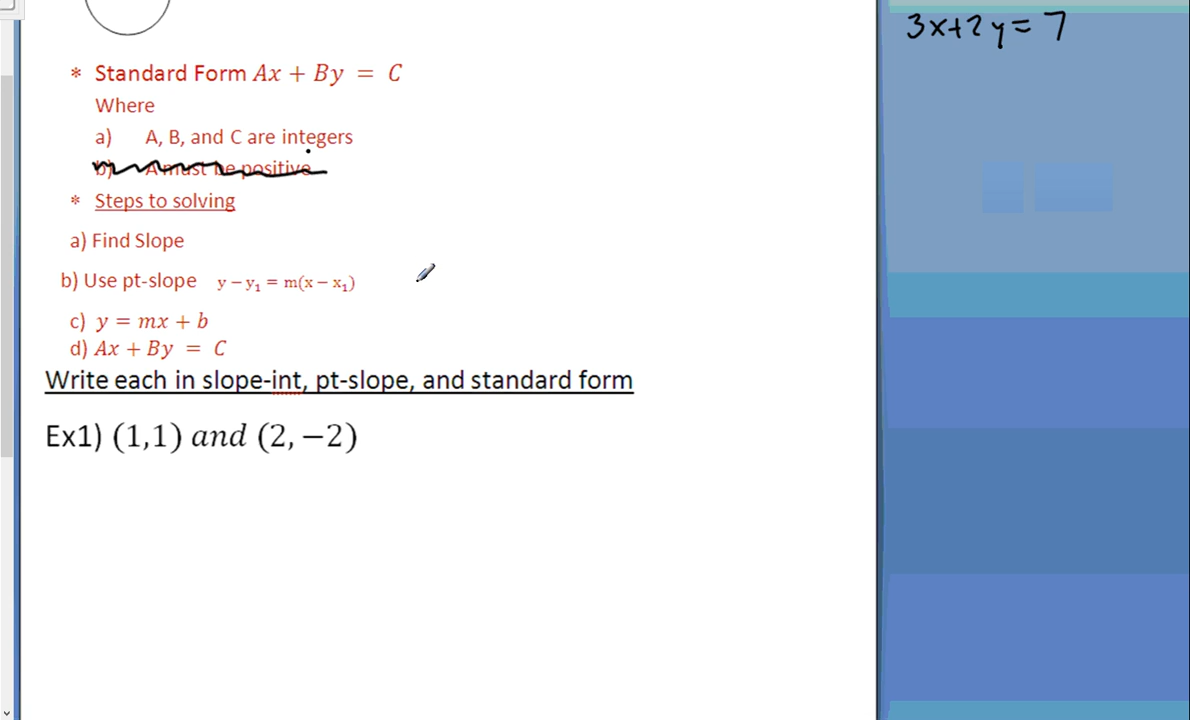 3x+2y=7
* Standard Form Ax + By = C
Where
a) A, B, and C are integers
b) A must be positive
* Steps to solving
a) Find Slope
b) Use pt-slope y – y₁ = m(x – x₁)
c) y = mx + b
d) Ax + By = C
Write each in slope-int, pt-slope, and standard form
Ex1) (1,1) and (2, −2)